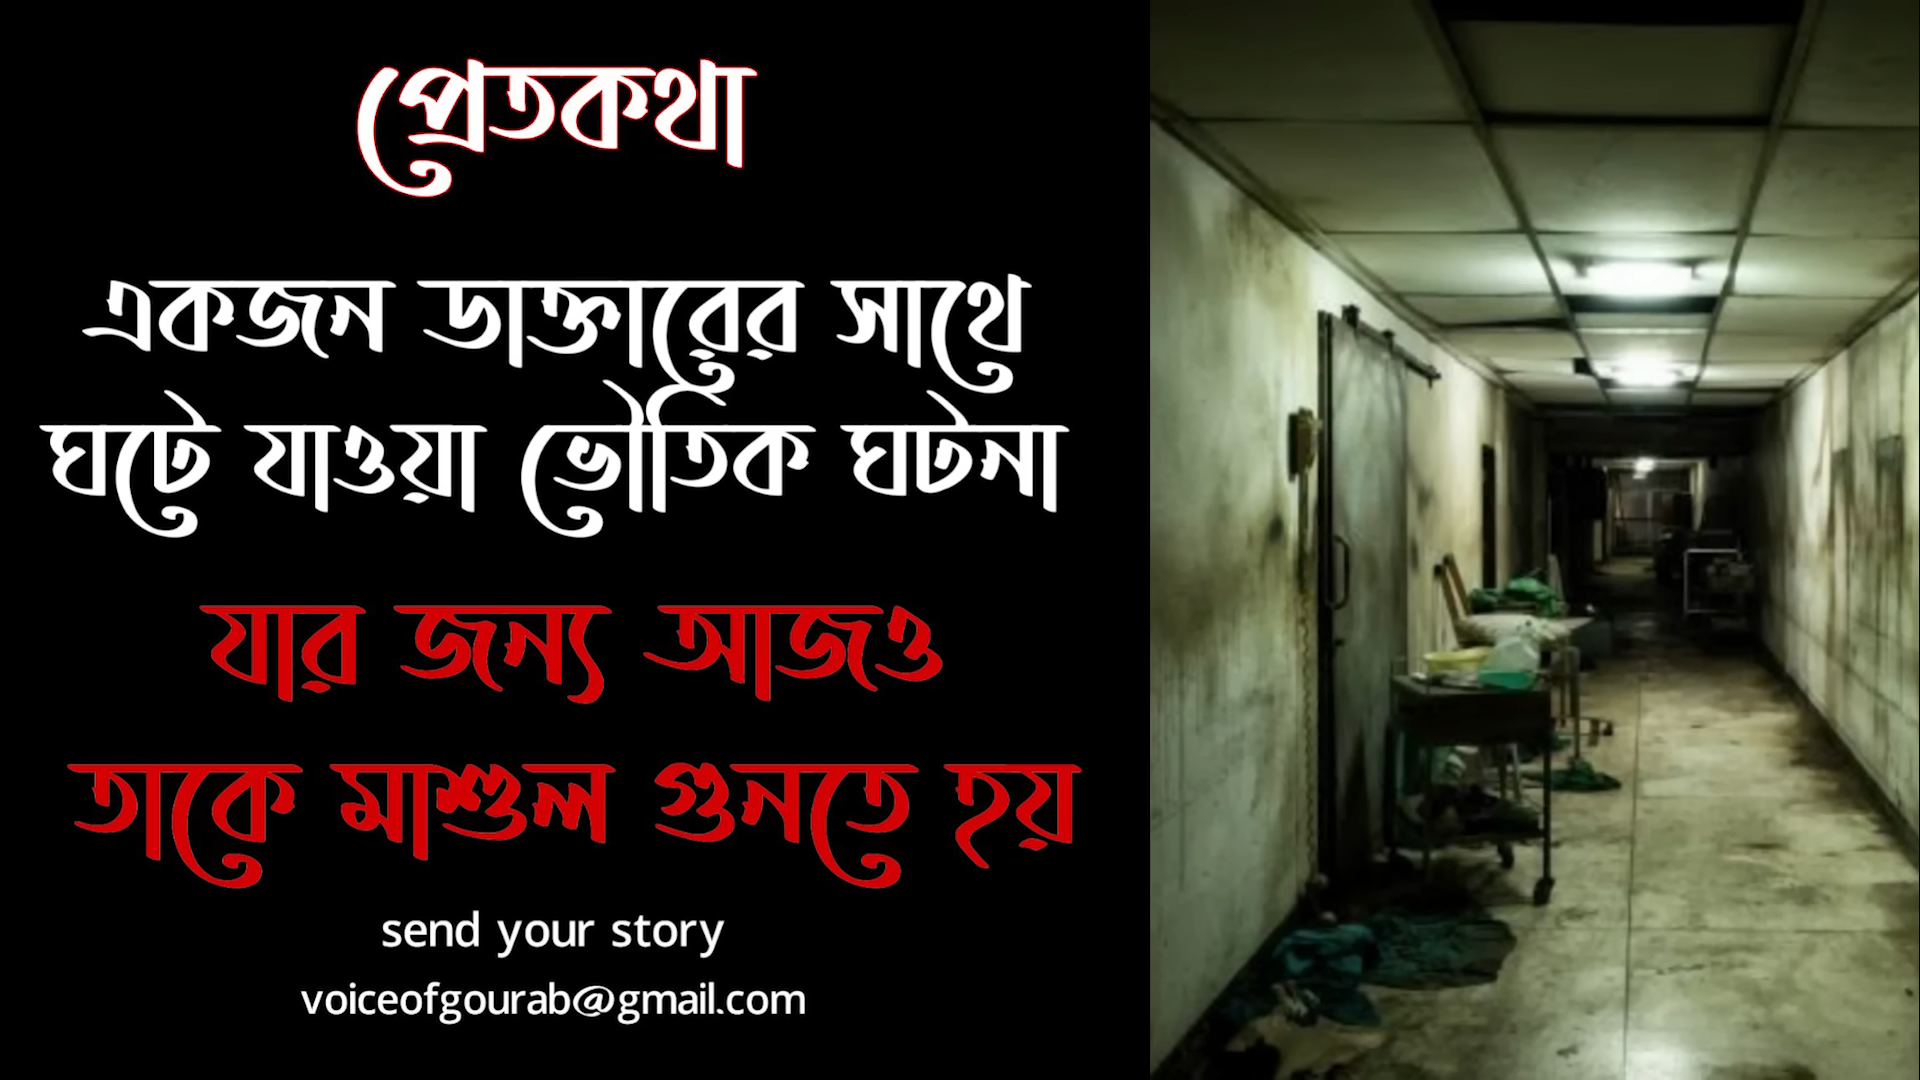 প্রেতকথা
একজন ডাক্তারের সাথে
ঘটে যাওয়া ভৌতিক ঘটনা
যার জন্য আজও
তাকে মাশুল গুনতে হয়
send your story
voiceofgourab@gmail.com